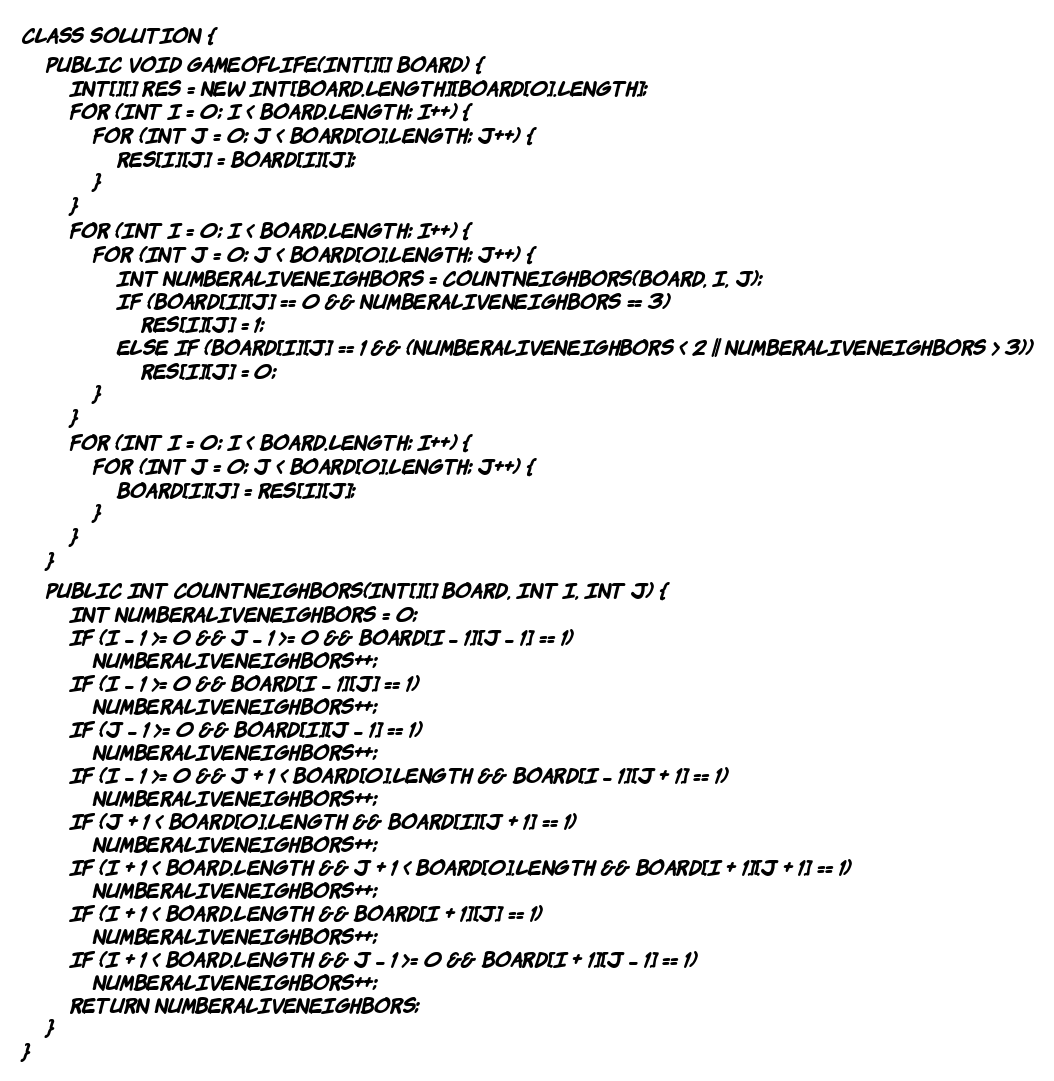 CLASS SOLUTION {
PUBLIC VOID GAMEOFLIFE(INT[][] BOARD) {
INT[][] RES = NEW INT[BOARD.LENGTH][BOARD[0].LENGTH];
FOR (INT I = 0; I < BOARD.LENGTH; I++) {
FOR (INT J = 0; J < BOARD[0].LENGTH; J++) {
RES[I][J] = BOARD[I][J];
}
}
FOR (INT I = 0; I < BOARD.LENGTH; I++) {
FOR (INT J = 0; J < BOARD[0].LENGTH; J++) {
INT NUMBERALIVENEIGHBORS = COUNTNEIGHBORS(BOARD, I, J);
IF (BOARD[I][J] == 0 && NUMBERALIVENEIGHBORS == 3)
RES[I][J] = 1;
ELSE IF (BOARD[I][J] == 1 && (NUMBERALIVENEIGHBORS < 2 || NUMBERALIVENEIGHBORS > 3))
RES[I][J] = 0;
}
}
FOR (INT I = 0; I < BOARD.LENGTH; I++) {
FOR (INT J = 0; J < BOARD[0].LENGTH; J++) {
BOARD[I][J] = RES[I][J];
}
}
}
PUBLIC INT COUNTNEIGHBORS(INT[][] BOARD, INT I, INT J) {
INT NUMBERALIVENEIGHBORS = 0;
IF (I - 1 >= 0 && J - 1 >= 0 && BOARD[I - 1][J - 1] == 1)
NUMBERALIVENEIGHBORS++;
IF (I - 1 >= 0 && BOARD[I - 1][J] == 1)
NUMBERALIVENEIGHBORS++;
IF (J - 1 >= 0 && BOARD[I][J - 1] == 1)
NUMBERALIVENEIGHBORS++;
IF (I - 1 >= 0 && J + 1 < BOARD[0].LENGTH && BOARD[I - 1][J + 1] == 1)
NUMBERALIVENEIGHBORS++;
IF (J + 1 < BOARD[0].LENGTH && BOARD[I][J + 1] == 1)
NUMBERALIVENEIGHBORS++;
IF (I + 1 < BOARD.LENGTH && J + 1 < BOARD[0].LENGTH && BOARD[I + 1][J + 1] == 1)
NUMBERALIVENEIGHBORS++;
IF (I + 1 < BOARD.LENGTH && BOARD[I + 1][J] == 1)
NUMBERALIVENEIGHBORS++;
IF (I + 1 < BOARD.LENGTH && J - 1 >= 0 && BOARD[I + 1][J - 1] == 1)
NUMBERALIVENEIGHBORS++;
RETURN NUMBERALIVENEIGHBORS;
}
}